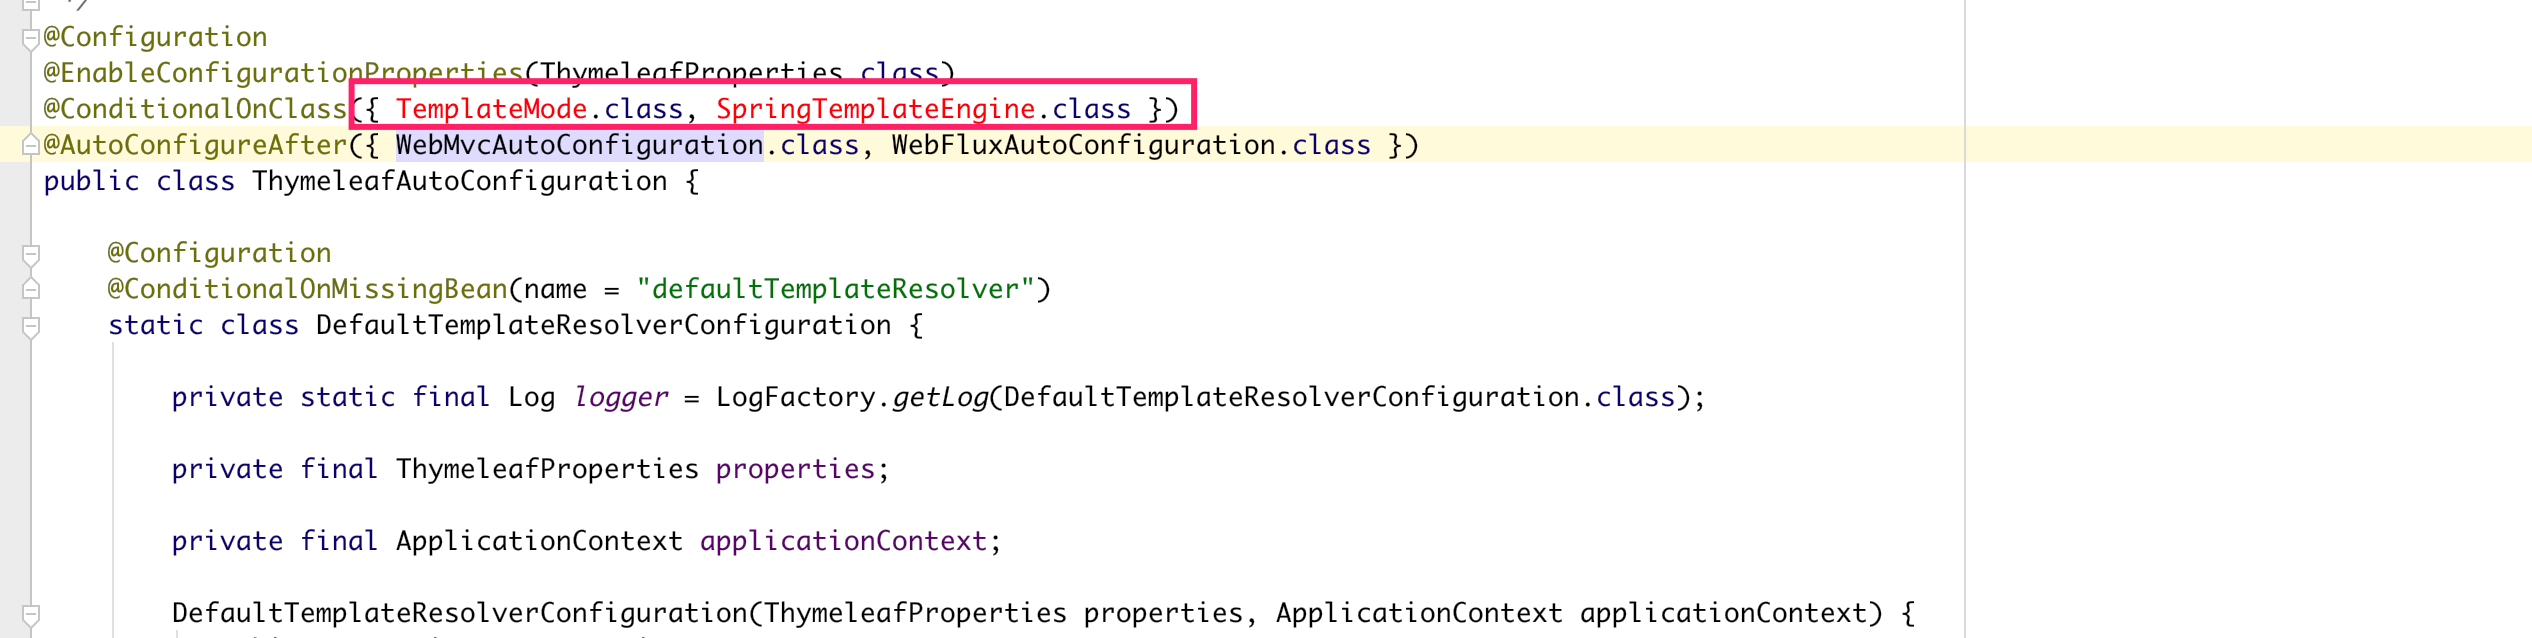 */
@Configuration
@EnableConfigurationProperties(ThymeleafProperties.class)
@ConditionalOnClass({ TemplateMode.class, SpringTemplateEngine.class })
@AutoConfigureAfter({ WebMvcAutoConfiguration.class, WebFluxAutoConfiguration.class })
public class ThymeleafAutoConfiguration {
@Configuration
@ConditionalOnMissingBean(name = "defaultTemplateResolver")
static class DefaultTemplateResolverConfiguration {
private static final Log logger = LogFactory.getLog(DefaultTemplateResolverConfiguration.class);
private final ThymeleafProperties properties;
private final ApplicationContext applicationContext;
DefaultTemplateResolverConfiguration(ThymeleafProperties properties, ApplicationContext applicationContext) {